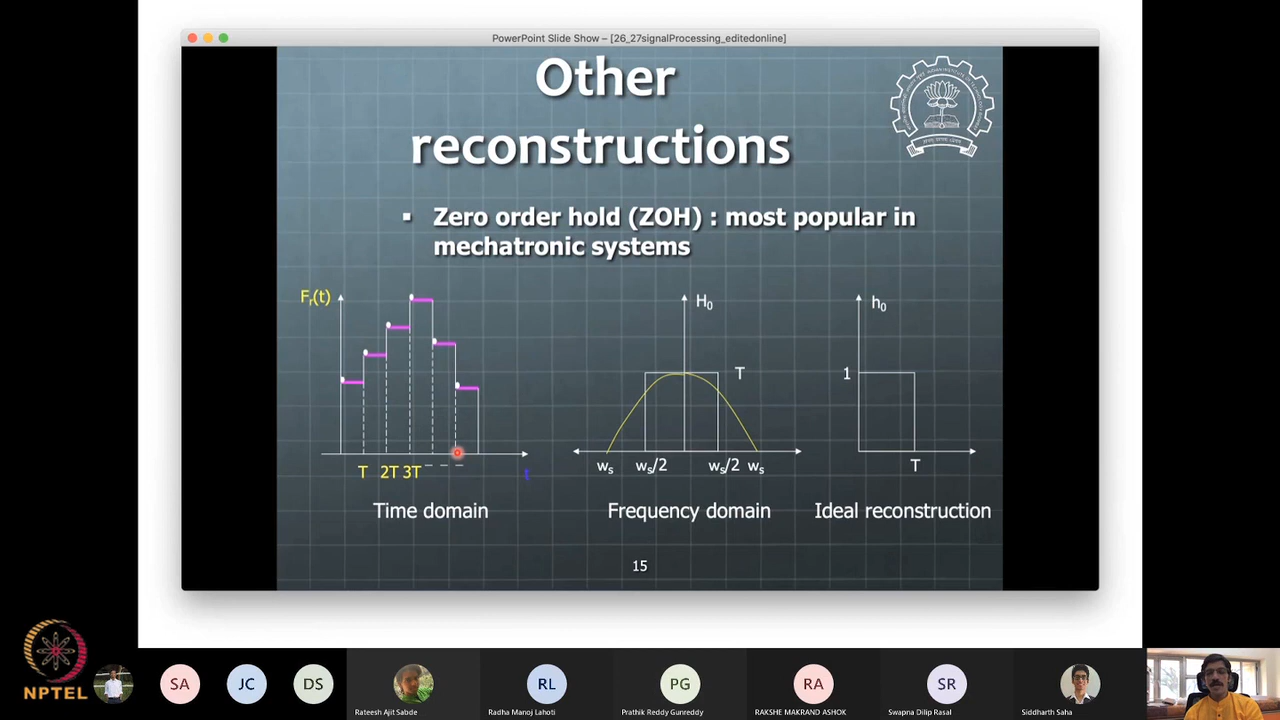 PowerPoint Slide Show – [26_27signalProcessing_editedonline]
Other
reconstructions
▪ Zero order hold (ZOH) : most popular in
mechatronic systems
Fr(t)
T 2T 3T
t
Time domain
H0
T
ws ws/2 ws/2 ws
Frequency domain
h0
1
T
Ideal reconstruction
15
NPTEL
SA
JC
DS
RL
PG
RA
SR
Rateesh Ajit Sabde
Radha Manoj Lahoti
Prathik Reddy Gunreddy
RAKSHE MAKRAND ASHOK
Swapna Dilip Rasal
Siddharth Saha